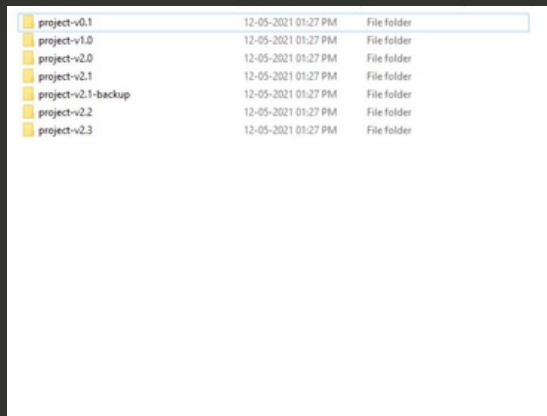 project-v0.1 12-05-2021 01:27 PM File folder
project-v1.0 12-05-2021 01:27 PM File folder
project-v2.0 12-05-2021 01:27 PM File folder
project-v2.1 12-05-2021 01:27 PM File folder
project-v2.1-backup 12-05-2021 01:27 PM File folder
project-v2.2 12-05-2021 01:27 PM File folder
project-v2.3 12-05-2021 01:27 PM File folder